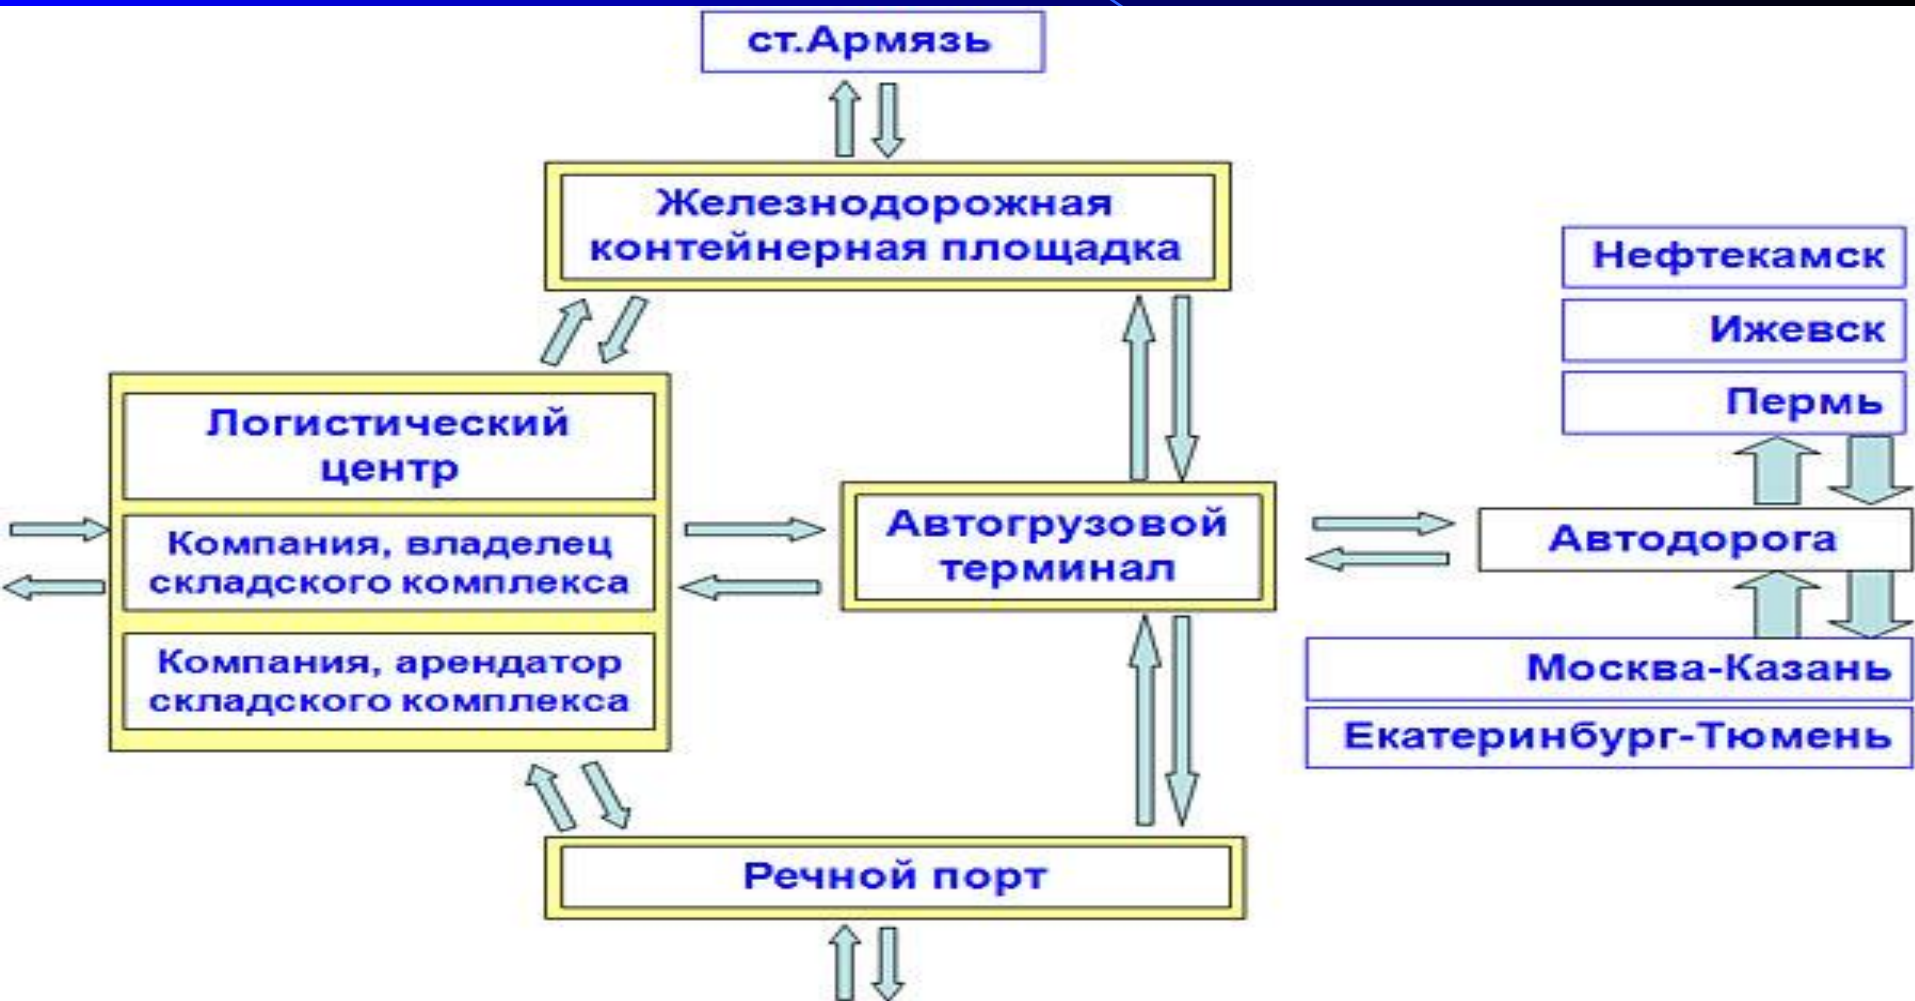 ст.Армязь
Железнодорожная
контейнерная площадка
Нефтекамск
Ижевск
Пермь
Логистический
центр
Компания, владелец
складского комплекса
Компания, арендатор
складского комплекса
Автогрузовой
терминал
Автодорога
Москва-Казань
Екатеринбург-Тюмень
Речной порт